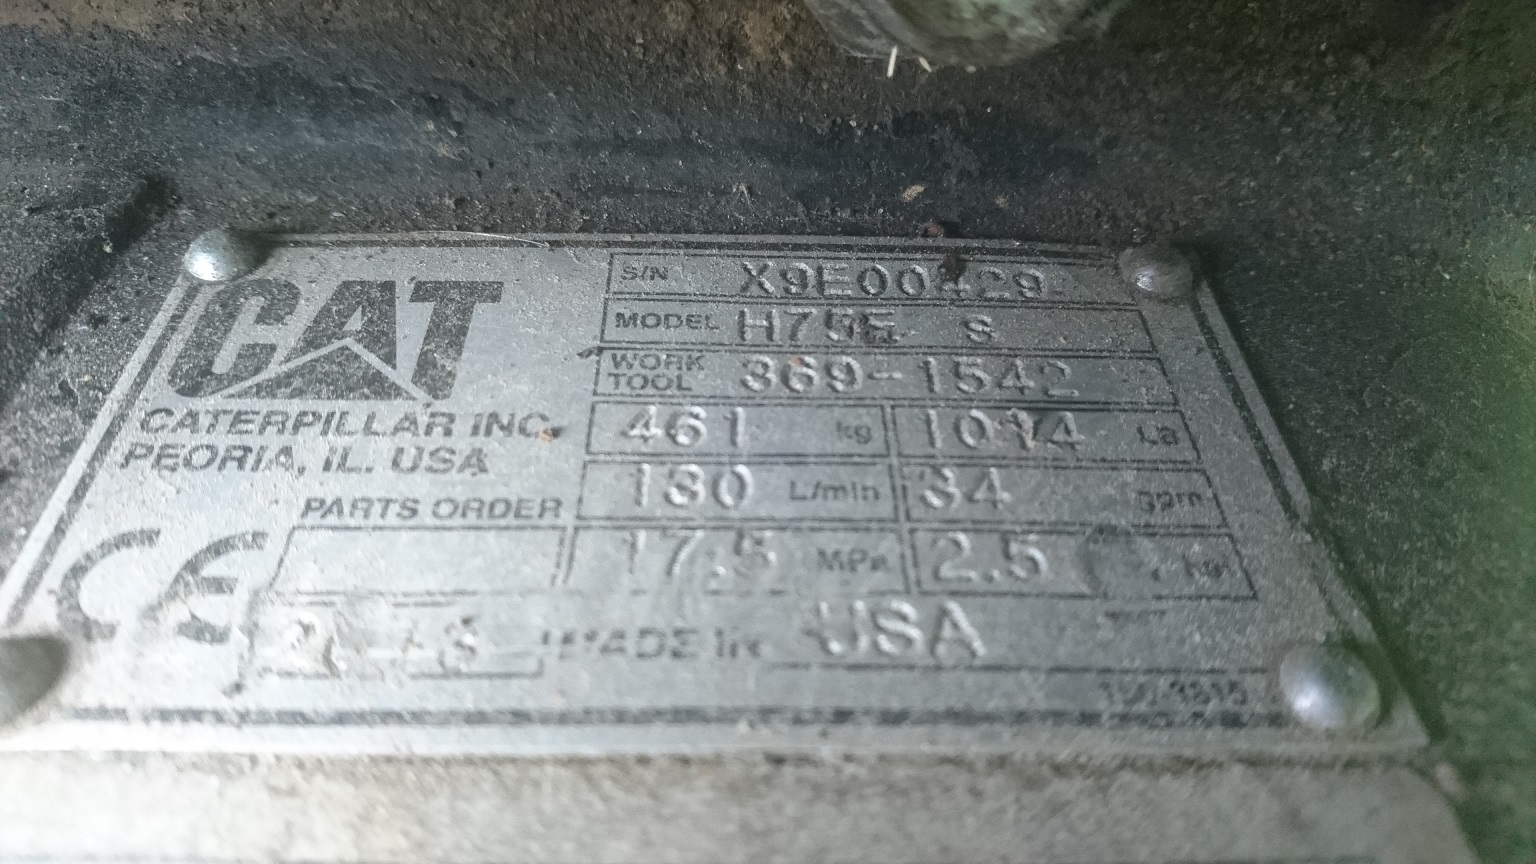 CAT
CATERPILLAR INC.
PEORIA, IL. USA
S/N
MODEL H75E s
WORK TOOL 369-1542
461 kg
130 L/min 34 gpm
PARTS ORDER
17.5 MPa 2.5
CE
MADE in USA